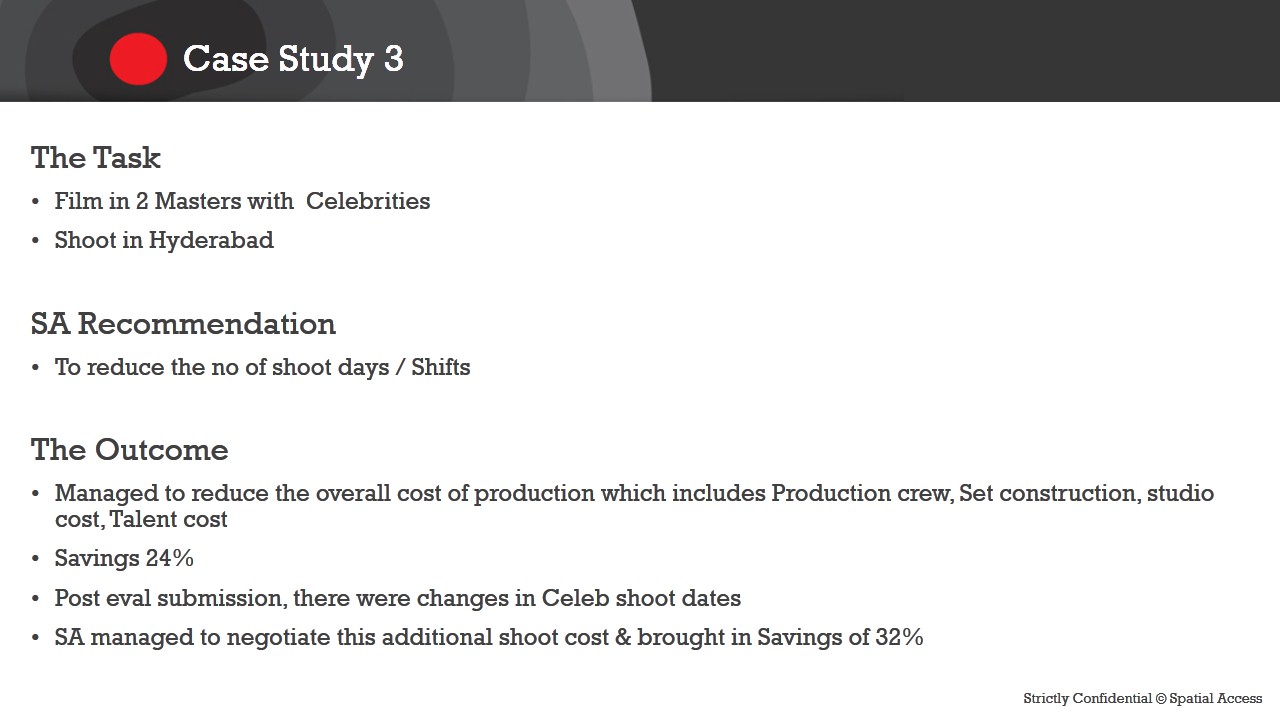 Case Study 3
The Task
• Film in 2 Masters with  Celebrities
• Shoot in Hyderabad
SA Recommendation
• To reduce the no of shoot days / Shifts
The Outcome
• Managed to reduce the overall cost of production which includes Production crew, Set construction, studio
cost, Talent cost
• Savings 24%
• Post eval submission, there were changes in Celeb shoot dates
• SA managed to negotiate this additional shoot cost & brought in Savings of 32%
Strictly Confidential © Spatial Access